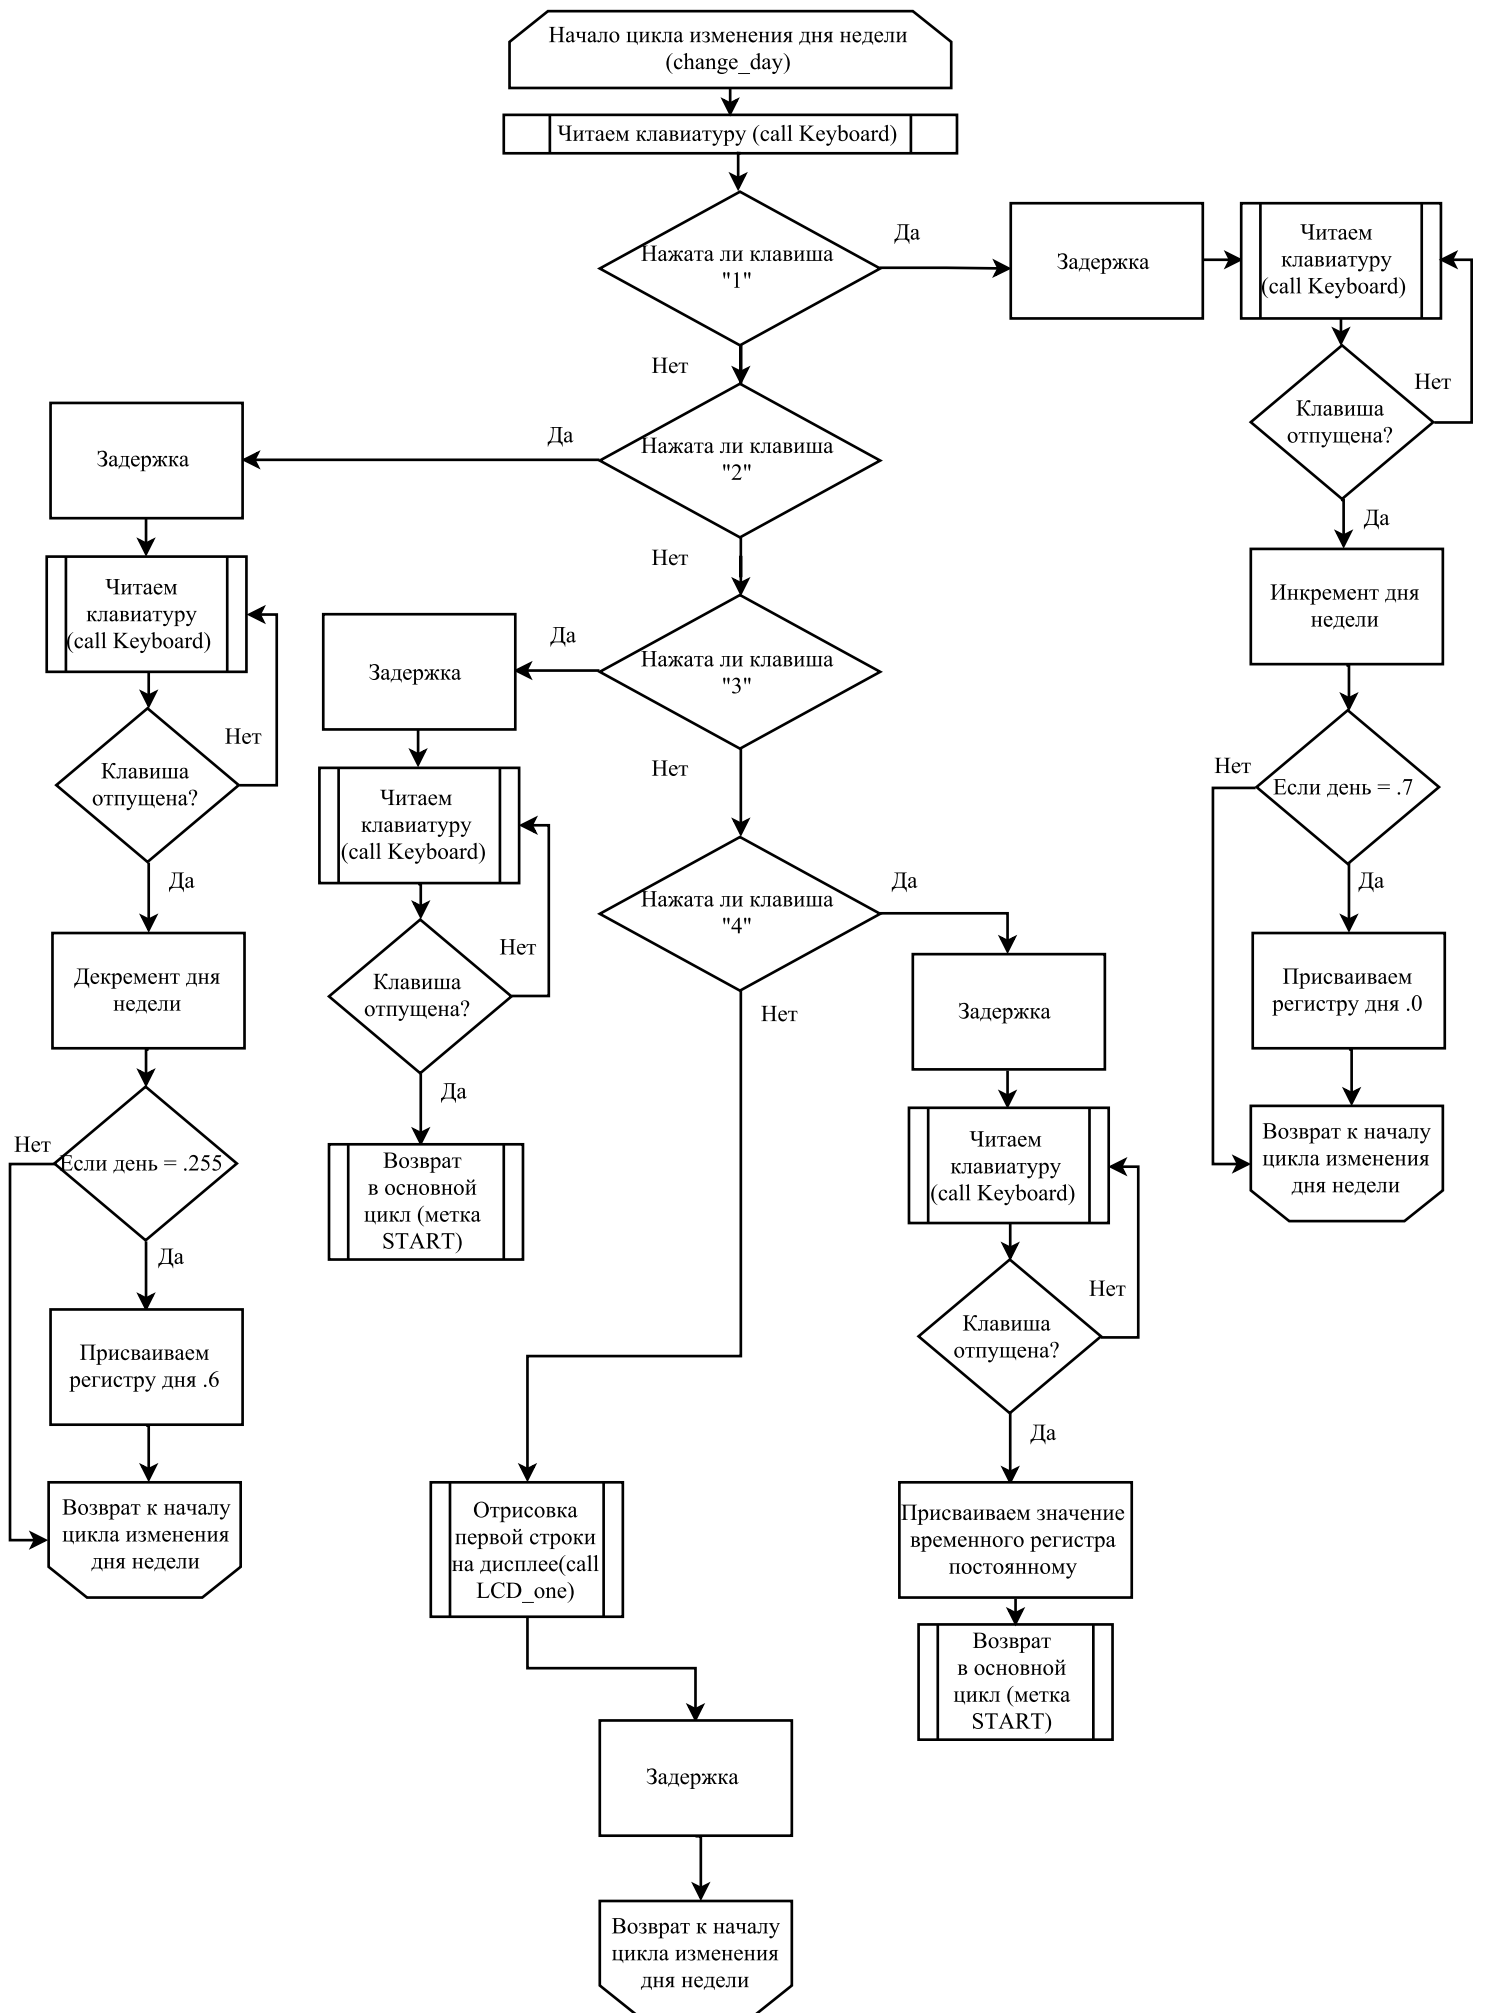 Начало цикла изменения дня недели
(change_day)
Читаем клавиатуру (call Keyboard)
Нажата ли клавиша
"1"
Да
Задержка
Читаем
клавиатуру
(call Keyboard)
Нет
Клавиша
отпущена?
Да
Инкремент дня
недели
Если день = .7
Нет
Да
Присваиваем
регистру дня .0
Возврат к началу
цикла изменения
дня недели
Нет
Нажата ли клавиша
"2"
Да
Задержка
Читаем
клавиатуру
(call Keyboard)
Нет
Клавиша
отпущена?
Да
Декремент дня
недели
Если день = .255
Нет
Да
Присваиваем
регистру дня .6
Возврат к началу
цикла изменения
дня недели
Нет
Нажата ли клавиша
"3"
Да
Задержка
Читаем
клавиатуру
(call Keyboard)
Нет
Клавиша
отпущена?
Да
Возврат
в основной
цикл (метка
START)
Нет
Нажата ли клавиша
"4"
Да
Задержка
Читаем
клавиатуру
(call Keyboard)
Нет
Клавиша
отпущена?
Да
Присваиваем значение
временного регистра
постоянному
Возврат
в основной
цикл (метка
START)
Нет
Отрисовка
первой строки
на дисплее(call
LCD_one)
Задержка
Возврат к началу
цикла изменения
дня недели